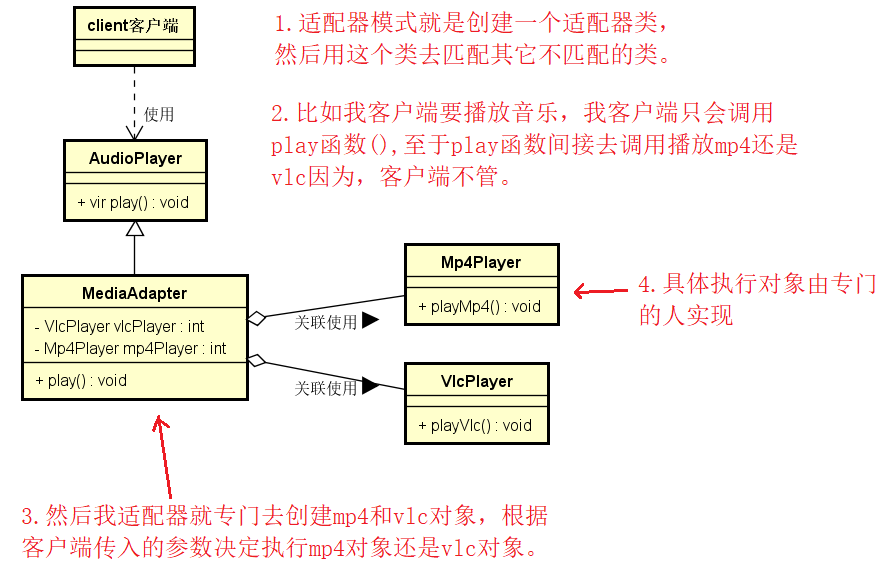 client客户端
1.适配器模式就是创建一个适配器类，
然后用这个类去匹配其它不匹配的类。
使用
2.比如我客户端要播放音乐，我客户端只会调用
play函数(),至于play函数间接去调用播放mp4还是
vlc因为，客户端不管。
AudioPlayer
+ vir play() : void
MediaAdapter
- VlcPlayer vlcPlayer : int
- Mp4Player mp4Player : int
+ play() : void
关联使用
关联使用
Mp4Player
+ playMp4() : void
4.具体执行对象由专门
的人实现
VlcPlayer
+ playVlc() : void
3.然后我适配器就专门去创建mp4和vlc对象，根据
客户端传入的参数决定执行mp4对象还是vlc对象。